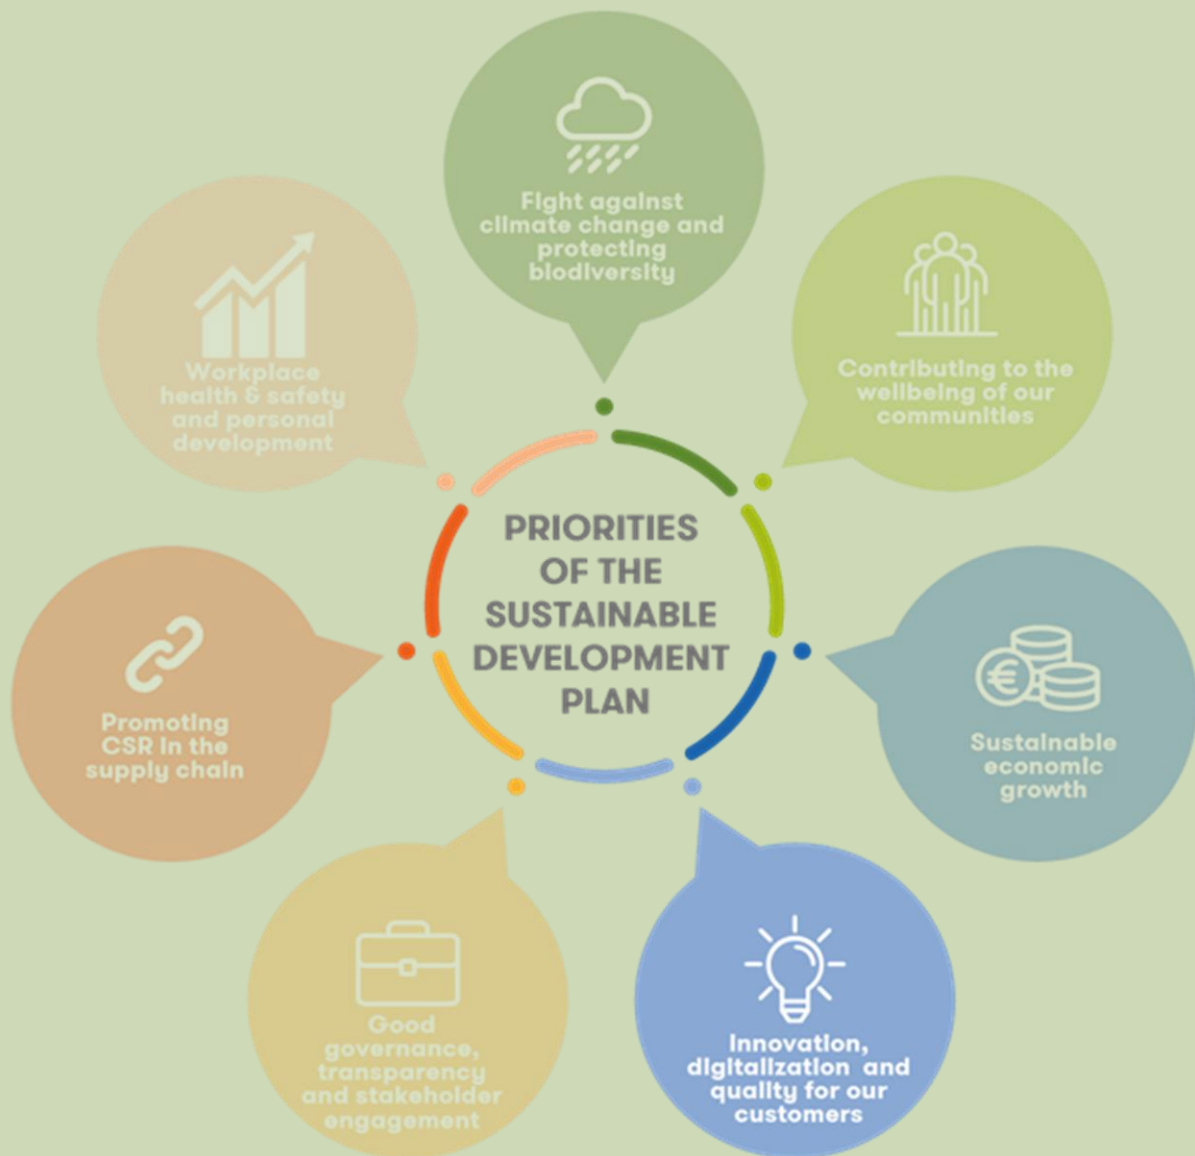 Fight against
climate change and
protecting
biodiversity
Contributing to the
wellbeing of our
communities
Sustainable
economic
growth
Innovation,
digitalization and
quality for our
customers
Good
governance,
transparency
and stakeholder
engagement
Promoting
CSR in the
supply chain
Workplace
health & safety
and personal
development
PRIORITIES
OF THE
SUSTAINABLE
DEVELOPMENT
PLAN